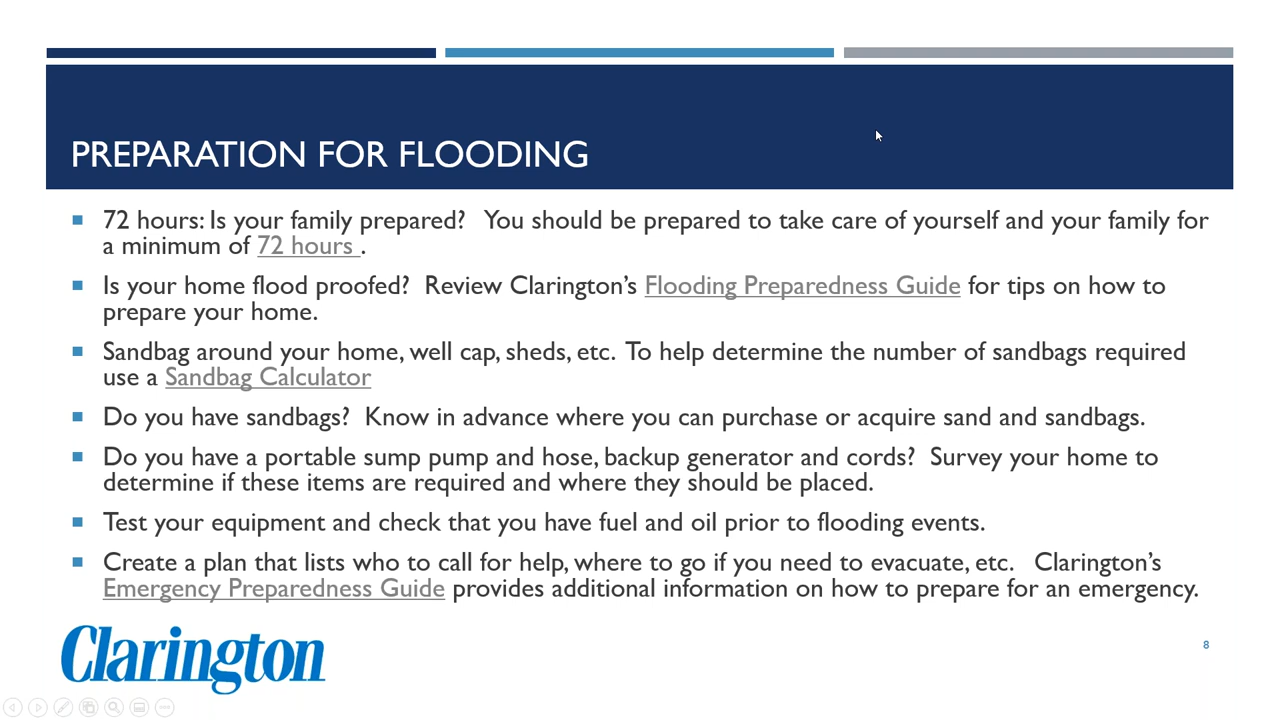 PREPARATION FOR FLOODING
72 hours: Is your family prepared? You should be prepared to take care of yourself and your family for
a minimum of 72 hours .
Is your home flood proofed? Review Clarington’s Flooding Preparedness Guide for tips on how to
prepare your home.
Sandbag around your home, well cap, sheds, etc. To help determine the number of sandbags required
use a Sandbag Calculator
Do you have sandbags? Know in advance where you can purchase or acquire sand and sandbags.
Do you have a portable sump pump and hose, backup generator and cords? Survey your home to
determine if these items are required and where they should be placed.
Test your equipment and check that you have fuel and oil prior to flooding events.
Create a plan that lists who to call for help, where to go if you need to evacuate, etc. Clarington’s
Emergency Preparedness Guide provides additional information on how to prepare for an emergency.
Clarington
8